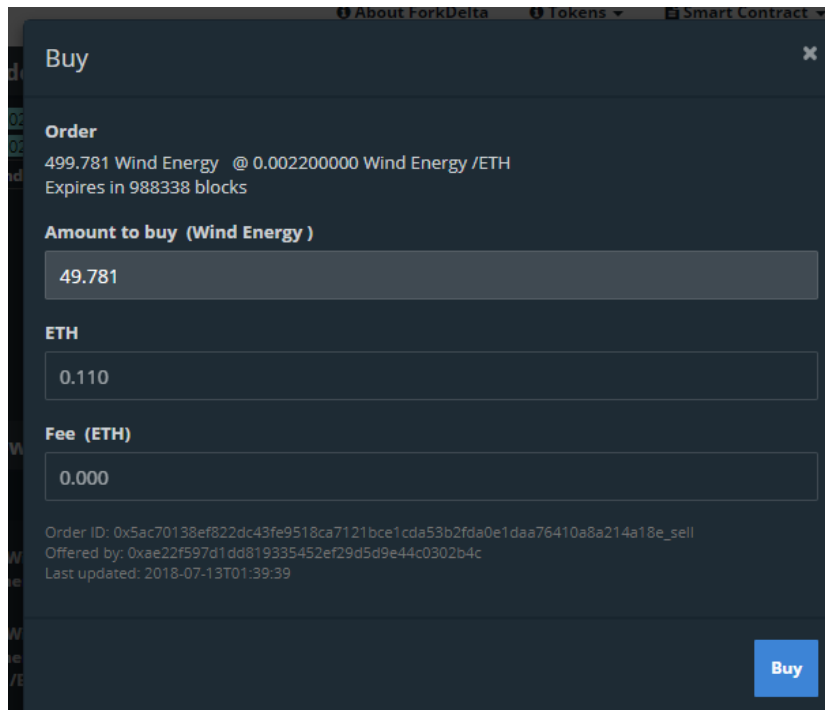 About ForkDelta Tokens Smart Contract
Buy
Order
499.781 Wind Energy @ 0.002200000 Wind Energy /ETH
Expires in 988338 blocks
Amount to buy (Wind Energy )
49.781
ETH
0.110
Fee (ETH)
0.000
Order ID: 0x5ac70138ef822dc43fe9518ca7121bce1cda53b2fda0e1daa76410a8a214a18e_sell
Offered by: 0xae22f597d1dd819335452ef29d5d9e44c0302b4c
Last updated: 2018-07-13T01:39:39
Buy